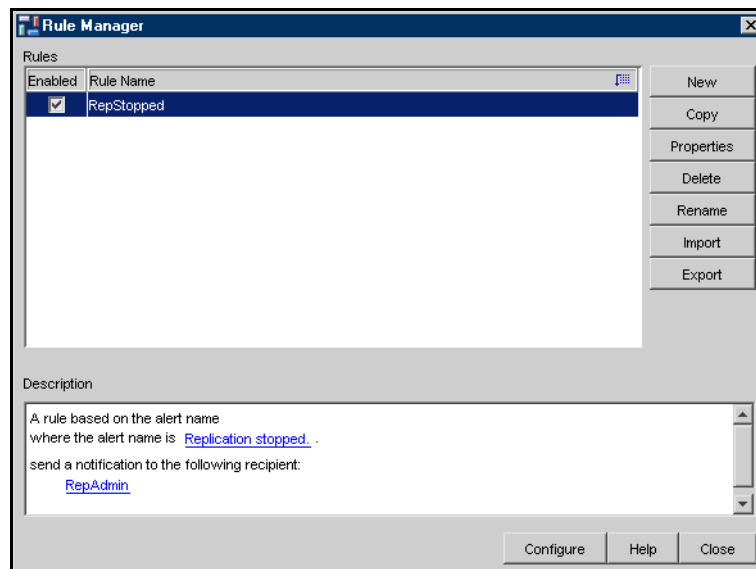 Rule Manager
Rules
Enabled Rule Name
RepStopped
New
Copy
Properties
Delete
Rename
Import
Export
Description
A rule based on the alert name
where the alert name is Replication stopped. .
send a notification to the following recipient:
RepAdmin
Configure Help Close